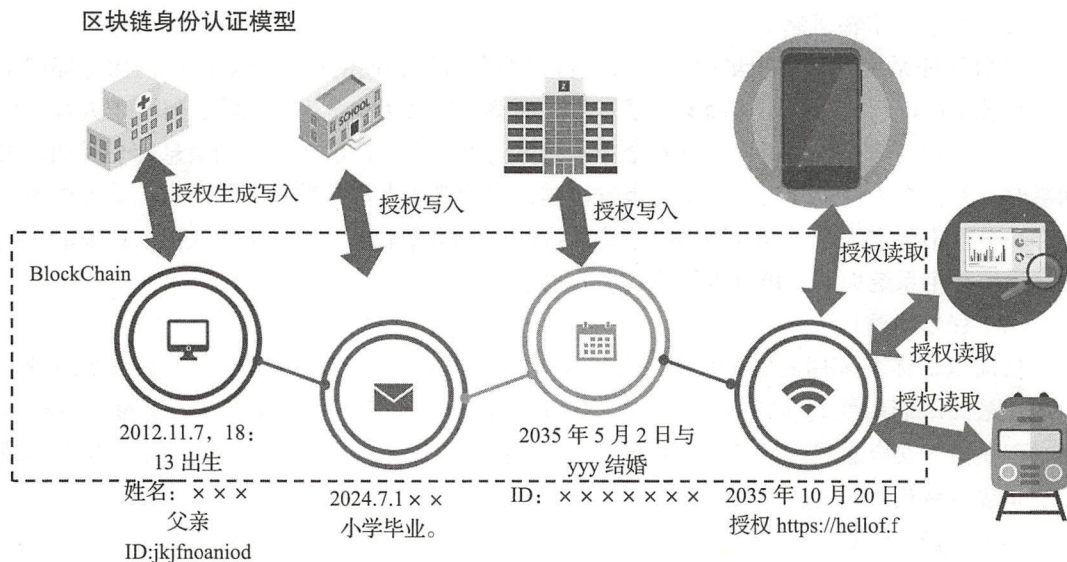 区块链身份认证模型
SCHOOL
Z
授权生成写入
授权写入
授权写入
授权读取
BlockChain
授权读取
授权读取
2012.11.7，18：
13 出生
姓名：×××
父亲
ID:jkjfnoaniod
2024.7.1××
小学毕业。
2035 年 5 月 2 日与
yyy 结婚
ID：×××××××
2035 年 10 月 20 日
授权 https://hellof.f